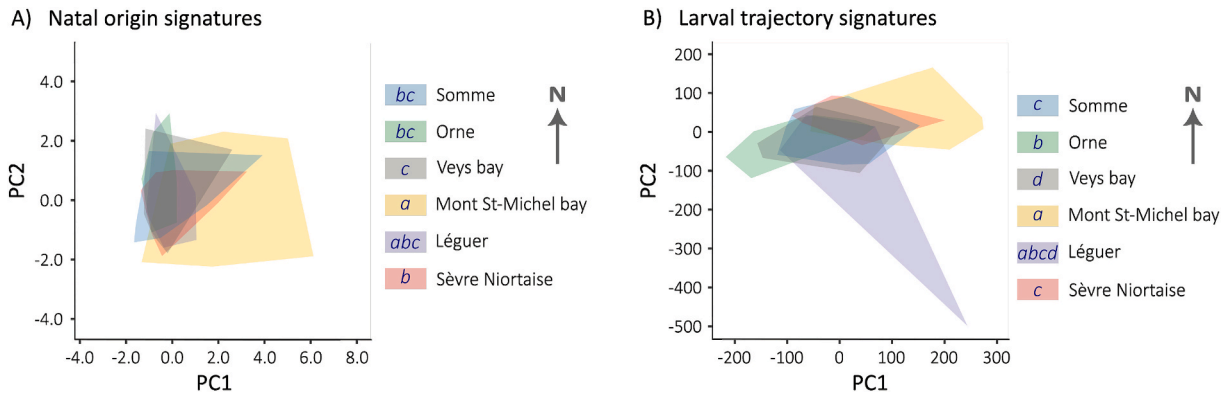 A) Natal origin signatures
4.0
2.0
0.0
-2.0
-4.0
PC2
-4.0 -2.0 0.0 2.0 4.0 6.0 8.0
PC1
N
bc Somme
bc Orne
c Veys bay
a Mont St-Michel bay
abc Léguer
b Sèvre Niortaise
B) Larval trajectory signatures
200
100
0
-100
-200
-300
-400
-500
PC2
-200 -100 0 100 200 300
PC1
N
c Somme
b Orne
d Veys bay
a Mont St-Michel bay
abcd Léguer
c Sèvre Niortaise